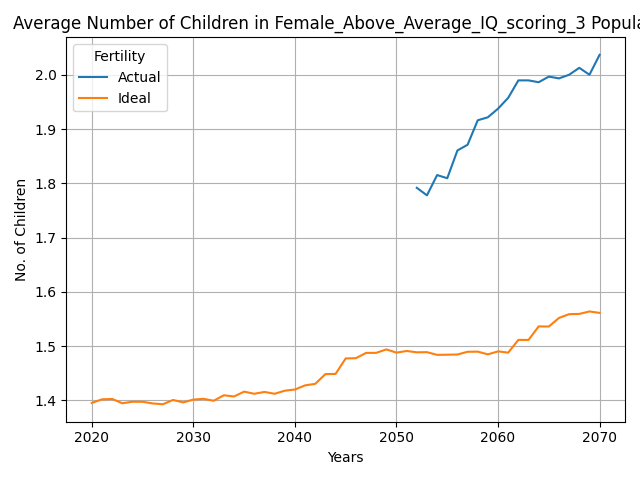 Average Number of Children in Female_Above_Average_IQ_scoring_3 Popula
Fertility
Actual
Ideal
No. of Children
2.0
1.9
1.8
1.7
1.6
1.5
1.4
2020 2030 2040 2050 2060 2070
Years